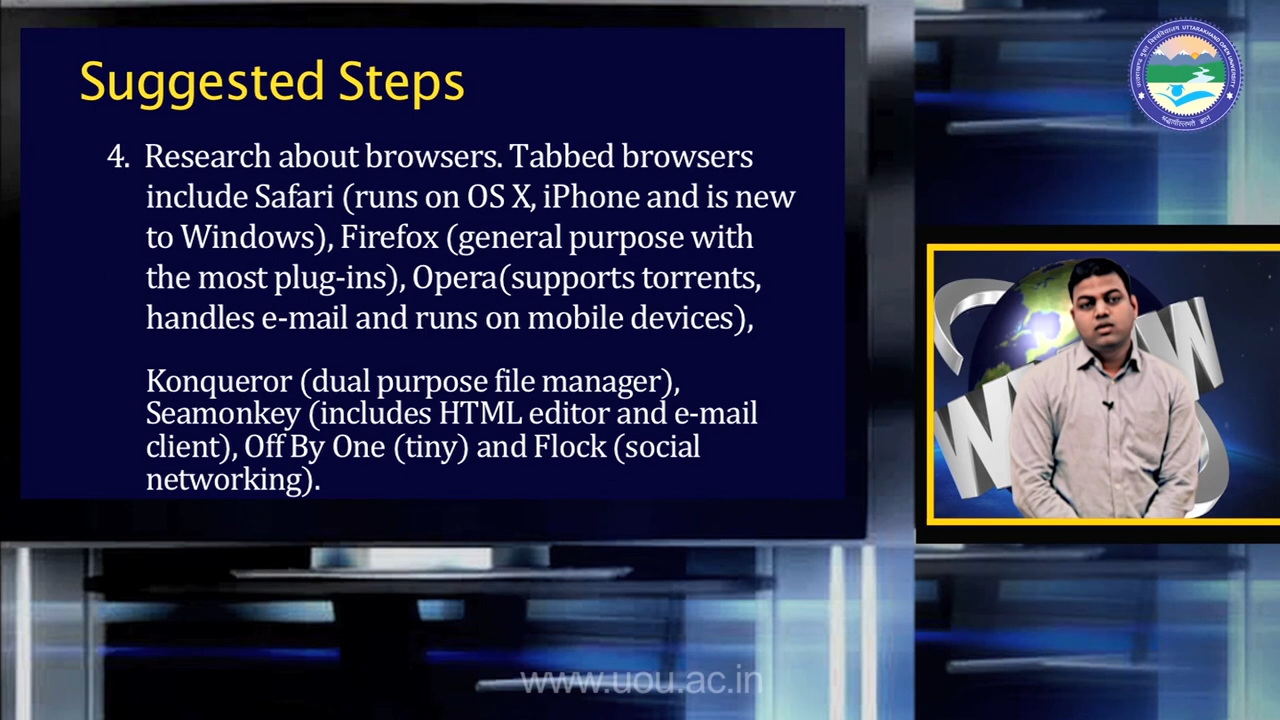 Suggested Steps
4. Research about browsers. Tabbed browsers
include Safari (runs on OS X, iPhone and is new
to Windows), Firefox (general purpose with
the most plug-ins), Opera(supports torrents,
handles e-mail and runs on mobile devices),
Konqueror (dual purpose file manager),
Seamonkey (includes HTML editor and e-mail
client), Off By One (tiny) and Flock (social
networking).
UTTARAKHAND OPEN UNIVERSITY
W
W
www.uou.ac.in